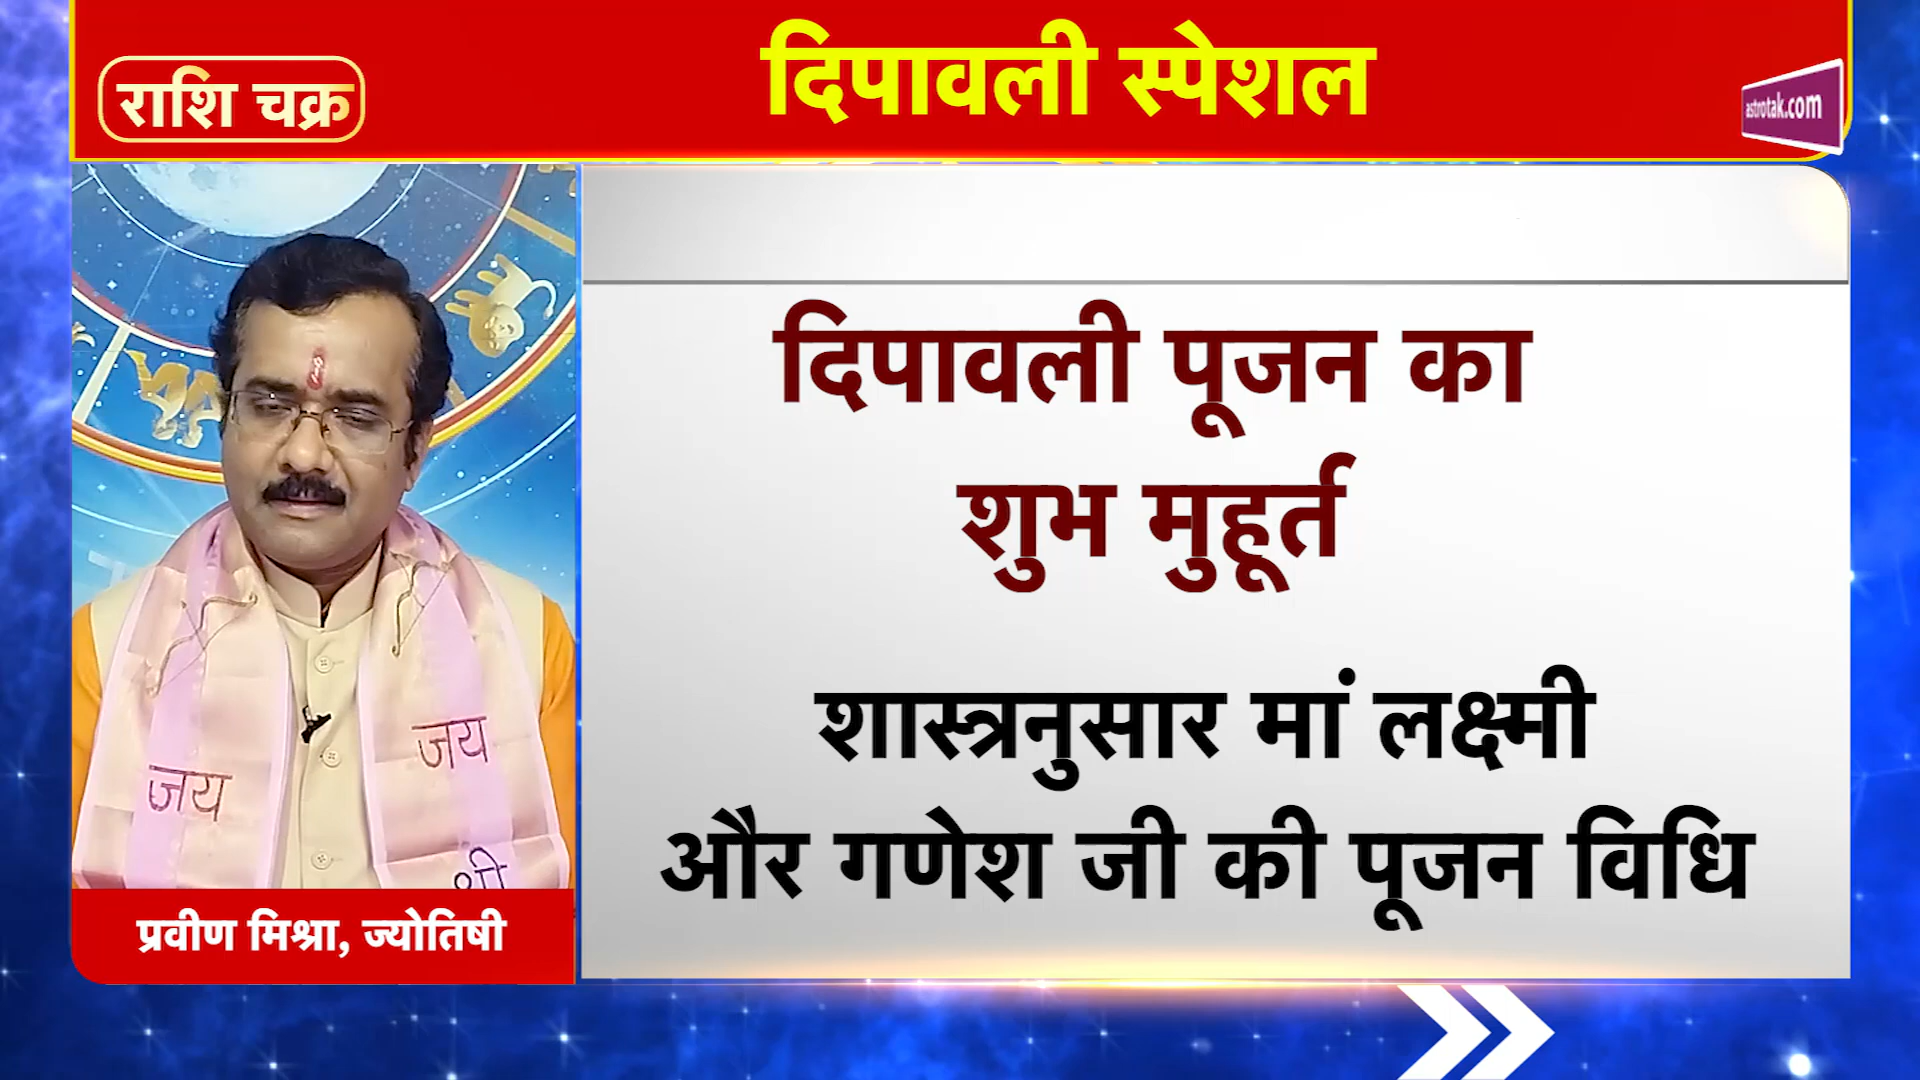 दिपावली स्पेशल
राशि चक्र
astrotak.com
दिपावली पूजन का
शुभ मुहूर्त
शास्त्रनुसार मां लक्ष्मी
और गणेश जी की पूजन विधि
जय
जय
श्री
प्रवीण मिश्रा, ज्योतिषी